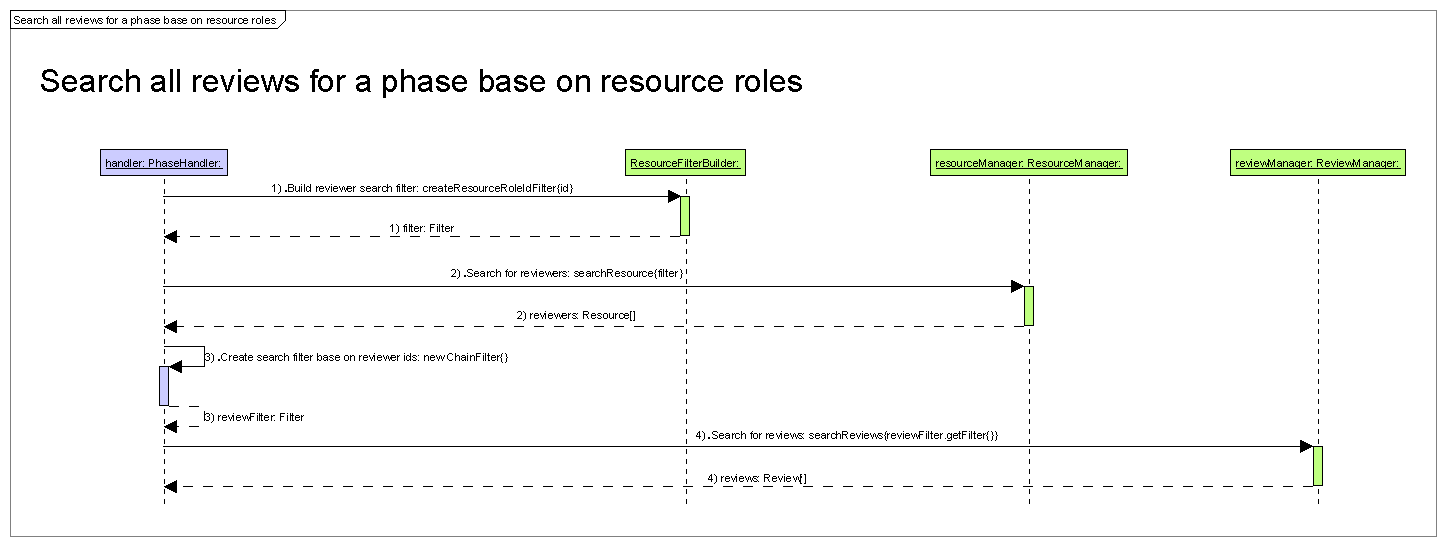 Search all reviews for a phase base on resource roles
Search all reviews for a phase base on resource roles
handler: PhaseHandler:
ResourceFilterBuilder:
resourceManager: ResourceManager:
reviewManager: ReviewManager:
1) .Build reviewer search filter: createResourceRoleIdFilter{id}
1) filter: Filter
2) .Search for reviewers: searchResource{filter}
2) reviewers: Resource[]
3) .Create search filter base on reviewer ids: new ChainFilter{}
3) reviewFilter: Filter
4) .Search for reviews: searchReviews{reviewFilter.getFilter{}}
4) reviews: Review[]